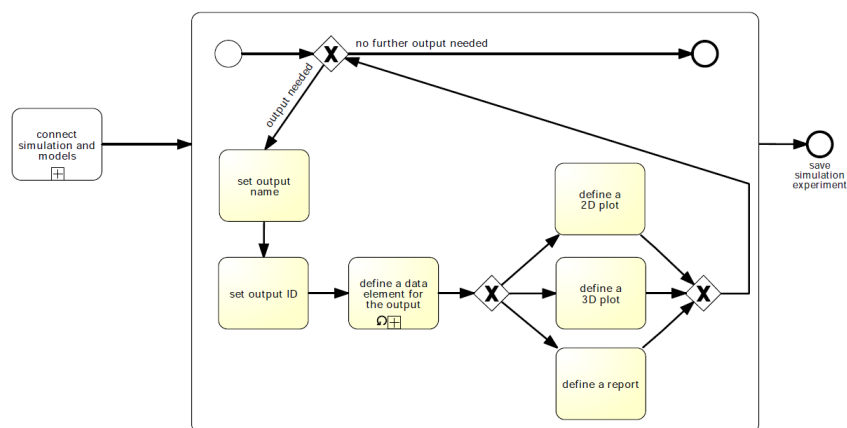 no further output needed
output needed
connect
simulation and
models
set output
name
define a
2D plot
save
simulation
experiment
set output ID
define a data
element for
the output
define a
3D plot
define a report